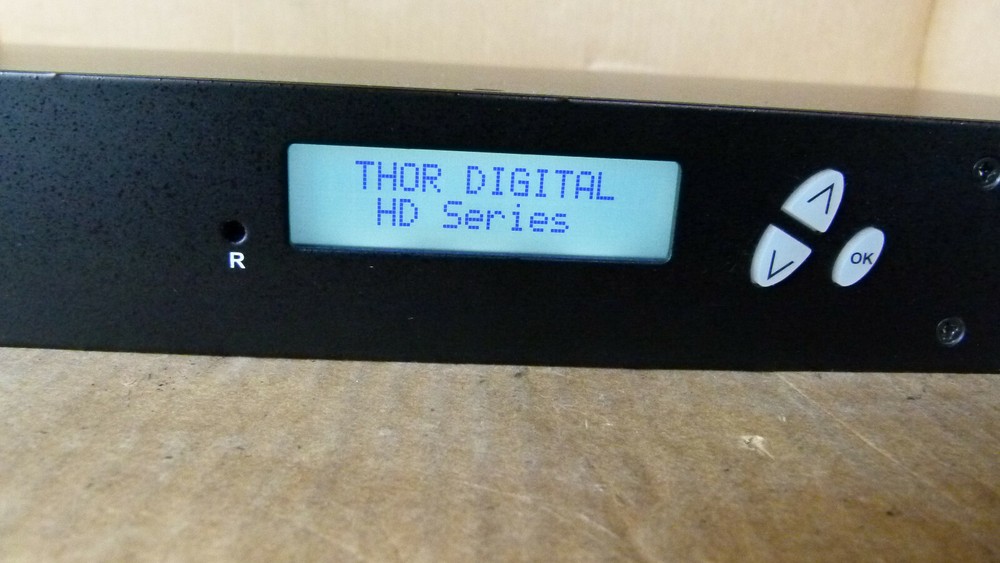 THOR DIGITAL
HD Series
R
OK